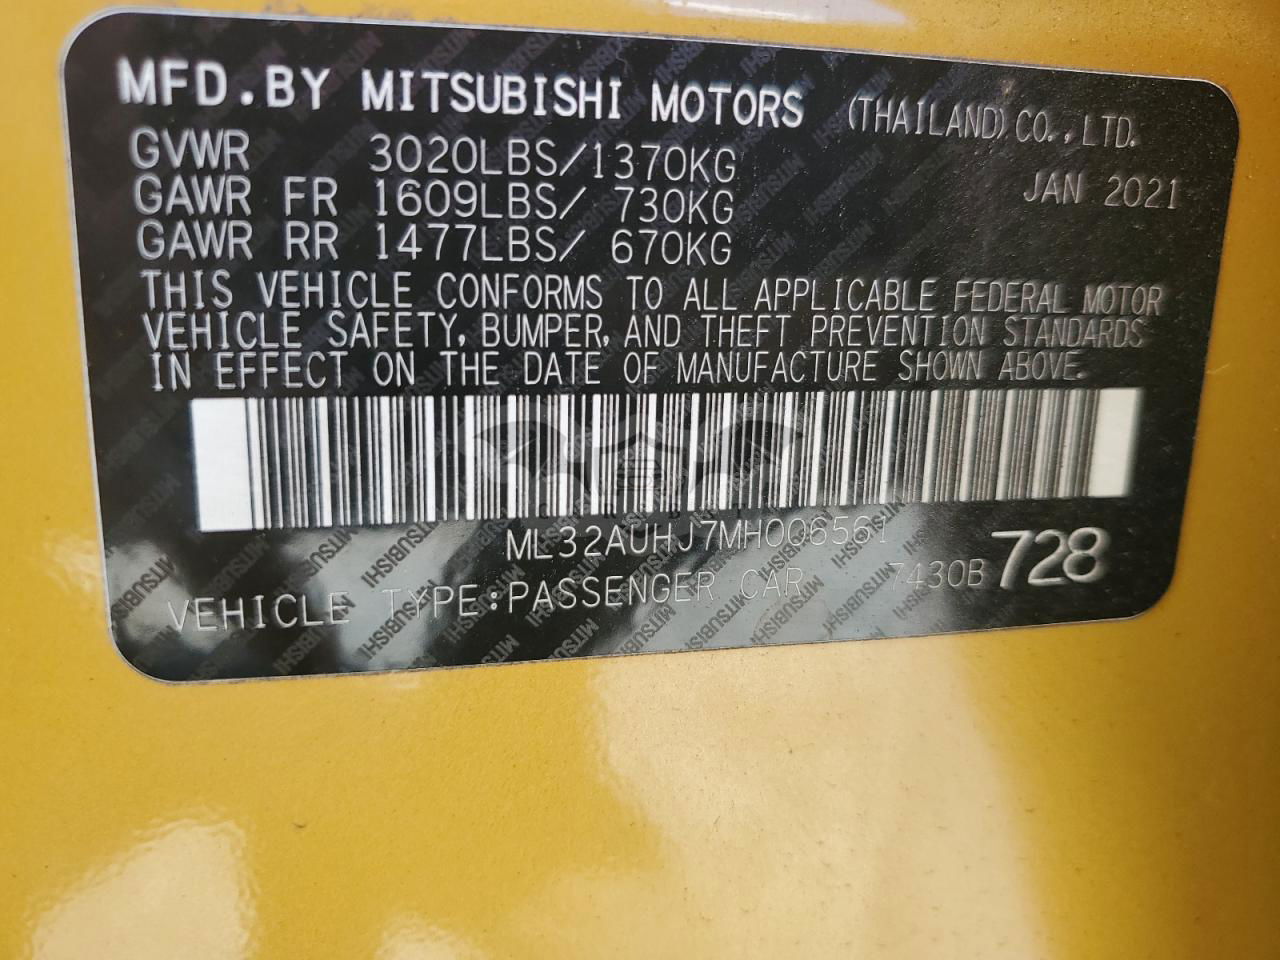 MFD.BY MITSUBISHI MOTORS (THAILAND) CO.,LTD.
GVWR 3020LBS/1370KG JAN 2021
GAWR FR 1609LBS/ 730KG
GAWR RR 1477LBS/ 670KG
THIS VEHICLE CONFORMS TO ALL APPLICABLE FEDERAL MOTOR
VEHICLE SAFETY, BUMPER, AND THEFT PREVENTION STANDARDS
IN EFFECT ON THE DATE OF MANUFACTURE SHOWN ABOVE.
ML32AUHJ7MH006561
VEHICLE TYPE:PASSENGER CAR 7430B 728